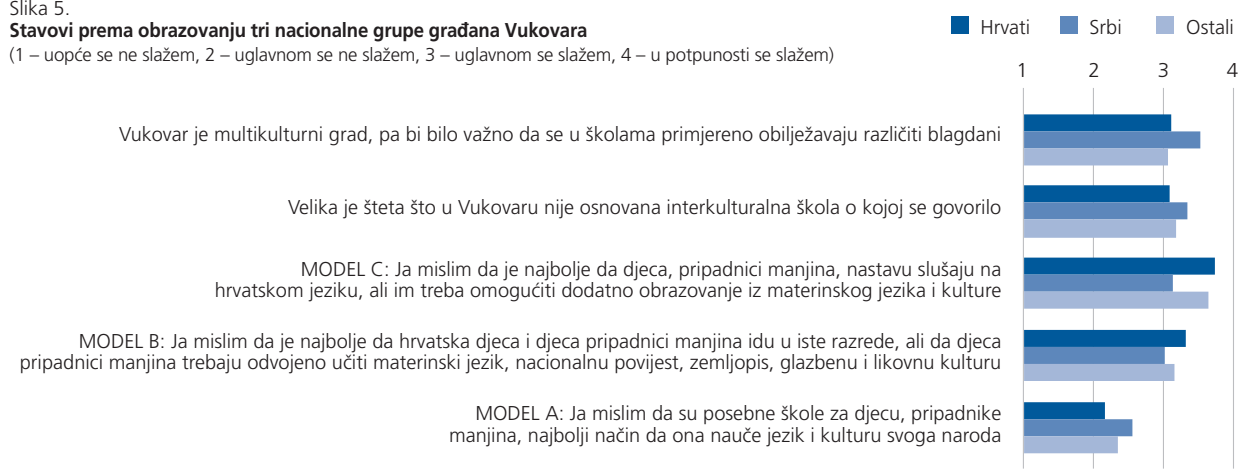 Slika 5.
Stavovi prema obrazovanju tri nacionalne grupe građana Vukovara
(1 – uopće se ne slažem, 2 – uglavnom se ne slažem, 3 – uglavnom se slažem, 4 – u potpunosti se slažem)
Hrvati Srbi Ostali
1 2 3 4
Vukovar je multikulturni grad, pa bi bilo važno da se u školama primjereno obilježavaju različiti blagdani
Velika je šteta što u Vukovaru nije osnovana interkulturalna škola o kojoj se govorilo
MODEL C: Ja mislim da je najbolje da djeca, pripadnici manjina, nastavu slušaju na
hrvatskom jeziku, ali im treba omogućiti dodatno obrazovanje iz materinskog jezika i kulture
MODEL B: Ja mislim da je najbolje da hrvatska djeca i djeca pripadnici manjina idu u iste razrede, ali da djeca
pripadnici manjina trebaju odvojeno učiti materinski jezik, nacionalnu povijest, zemljopis, glazbenu i likovnu kulturu
MODEL A: Ja mislim da su posebne škole za djecu, pripadnike
manjina, najbolji način da ona nauče jezik i kulturu svoga naroda